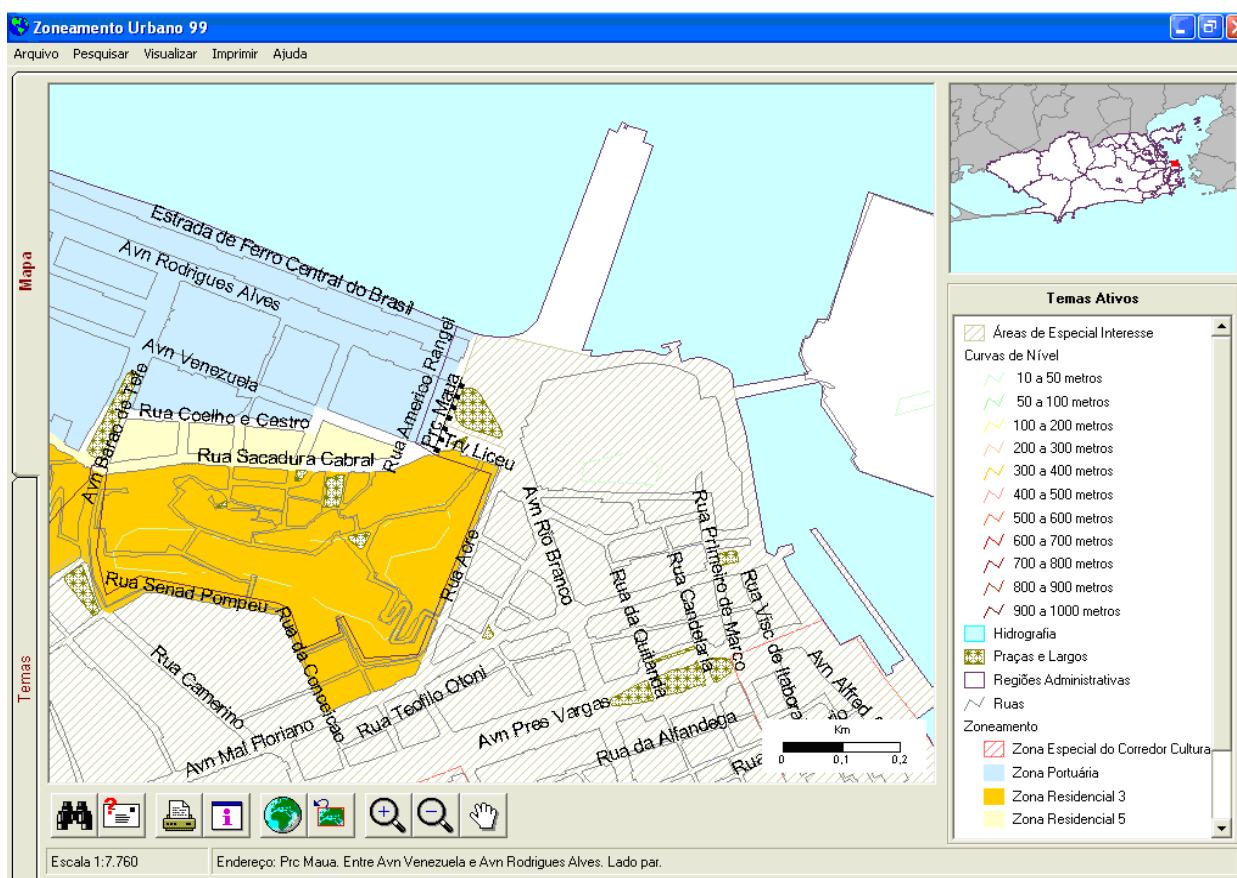 Zoneamento Urbano 99
Arquivo Pesquisar Visualizar Imprimir Ajuda
Mapa
Temas
Estrada de Ferro Central do Brasil
Avn Rodrigues Alves
Avn Venezuela
Avn Barao de Tefe
Rua Coelho e Castro
Rua Sacadura Cabral
Rua Americo Rangel
Prc Maua
Trv Liceu
Rua Acre
Avn Rio Branco
Rua Senad Pompeu
Rua da Conceicao
Rua Camerino
Avn Mal Floriano
Rua Teofilo Otoni
Avn Pres Vargas
Rua da Quitanda
Rua Candelaria
Rua Primeiro de Marco
Rua Visc de Itabora
Avn Alfred
Rua da Alfandega
Rua
Km
0 0,1 0,2
Temas Ativos
Áreas de Especial Interesse
Curvas de Nível
10 a 50 metros
50 a 100 metros
100 a 200 metros
200 a 300 metros
300 a 400 metros
400 a 500 metros
500 a 600 metros
600 a 700 metros
700 a 800 metros
800 a 900 metros
900 a 1000 metros
Hidrografia
Praças e Largos
Regiões Administrativas
Ruas
Zoneamento
Zona Especial do Corredor Cultura
Zona Portuária
Zona Residencial 3
Zona Residencial 5
Escala 1:7.760
Endereço: Prc Maua. Entre Avn Venezuela e Avn Rodrigues Alves. Lado par.